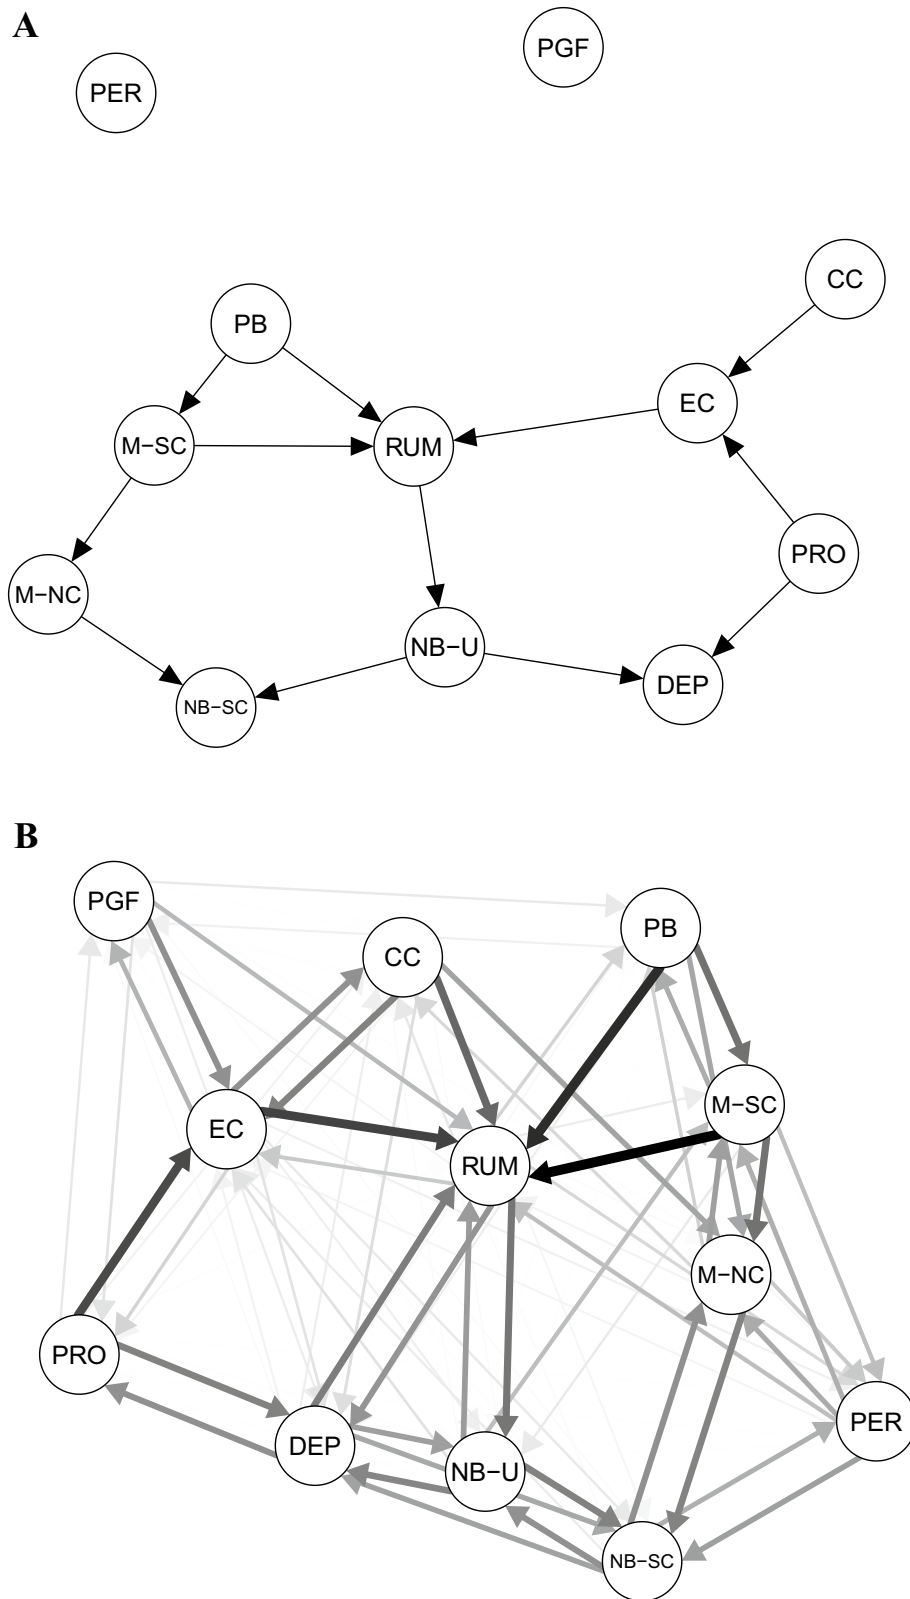 A
PGF
PER
CC
PB
EC
M−SC
RUM
PRO
M−NC
NB−U
DEP
NB−SC
B
PGF
PB
CC
M−SC
EC
RUM
M−NC
PRO
PER
DEP
NB−U
NB−SC